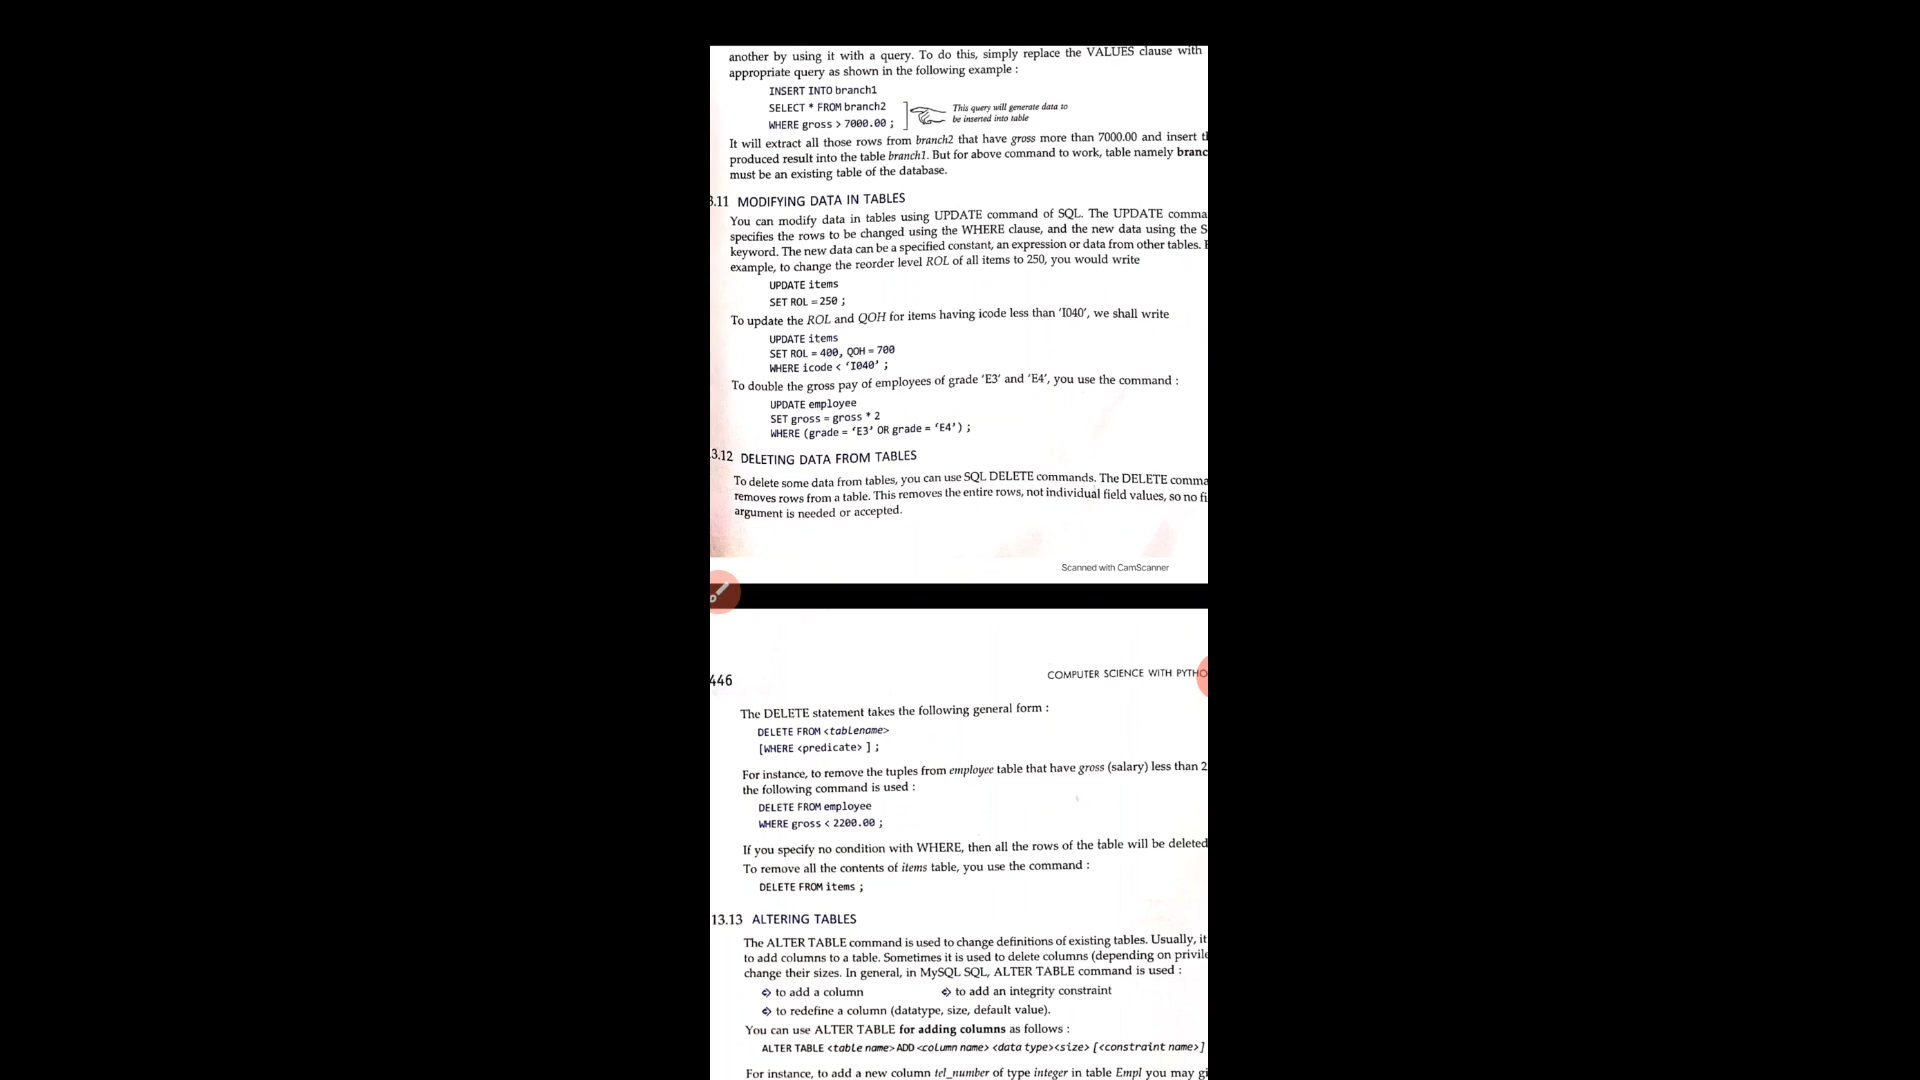 another by using it with a query. To do this, simply replace the VALUES clause with
appropriate query as shown in the following example :
INSERT INTO branch1
SELECT * FROM branch2
WHERE gross > 7000.00 ;
This query will generate data to
be inserted into table
It will extract all those rows from branch2 that have gross more than 7000.00 and insert
produced result into the table branch1. But for above command to work, table namely
must be an existing table of the database.
3.11 MODIFYING DATA IN TABLES
You can modify data in tables using UPDATE command of SQL. The UPDATE
specifies the rows to be changed using the WHERE clause, and the new data using the
keyword. The new data can be a specified constant, an expression or data from other tables.
example, to change the reorder level ROL of all items to 250, you would write
UPDATE items
SET ROL = 250 ;
To update the ROL and QOH for items having icode less than ‘I040’, we shall write
UPDATE items
SET ROL = 400, QOH = 700
WHERE icode < ‘I040’ ;
To double the gross pay of employees of grade ‘E3’ and ‘E4’, you use the command :
UPDATE employee
SET gross = gross * 2
WHERE (grade = ‘E3’ OR grade = ‘E4’) ;
3.12 DELETING DATA FROM TABLES
To delete some data from tables, you can use SQL DELETE commands. The DELETE
removes rows from a table. This removes the entire rows, not individual field values, so no
argument is needed or accepted.
Scanned with CamScanner
446
COMPUTER SCIENCE WITH PYTHO
The DELETE statement takes the following general form :
DELETE FROM <tablename>
[WHERE <predicate> ] ;
For instance, to remove the tuples from employee table that have gross (salary) less than 2
the following command is used :
DELETE FROM employee
WHERE gross < 2200.00 ;
If you specify no condition with WHERE, then all the rows of the table will be deleted
To remove all the contents of items table, you use the command :
DELETE FROM items ;
13.13 ALTERING TABLES
The ALTER TABLE command is used to change definitions of existing tables. Usually, it
to add columns to a table. Sometimes it is used to delete columns (depending on
change their sizes. In general, in MySQL SQL, ALTER TABLE command is used :
to add a column
to add an integrity constraint
to redefine a column (datatype, size, default value).
You can use ALTER TABLE for adding columns as follows :
ALTER TABLE <table name> ADD <column name> <data type><size> [<constraint name>]
For instance, to add a new column tel_number of type integer in table Empl you may